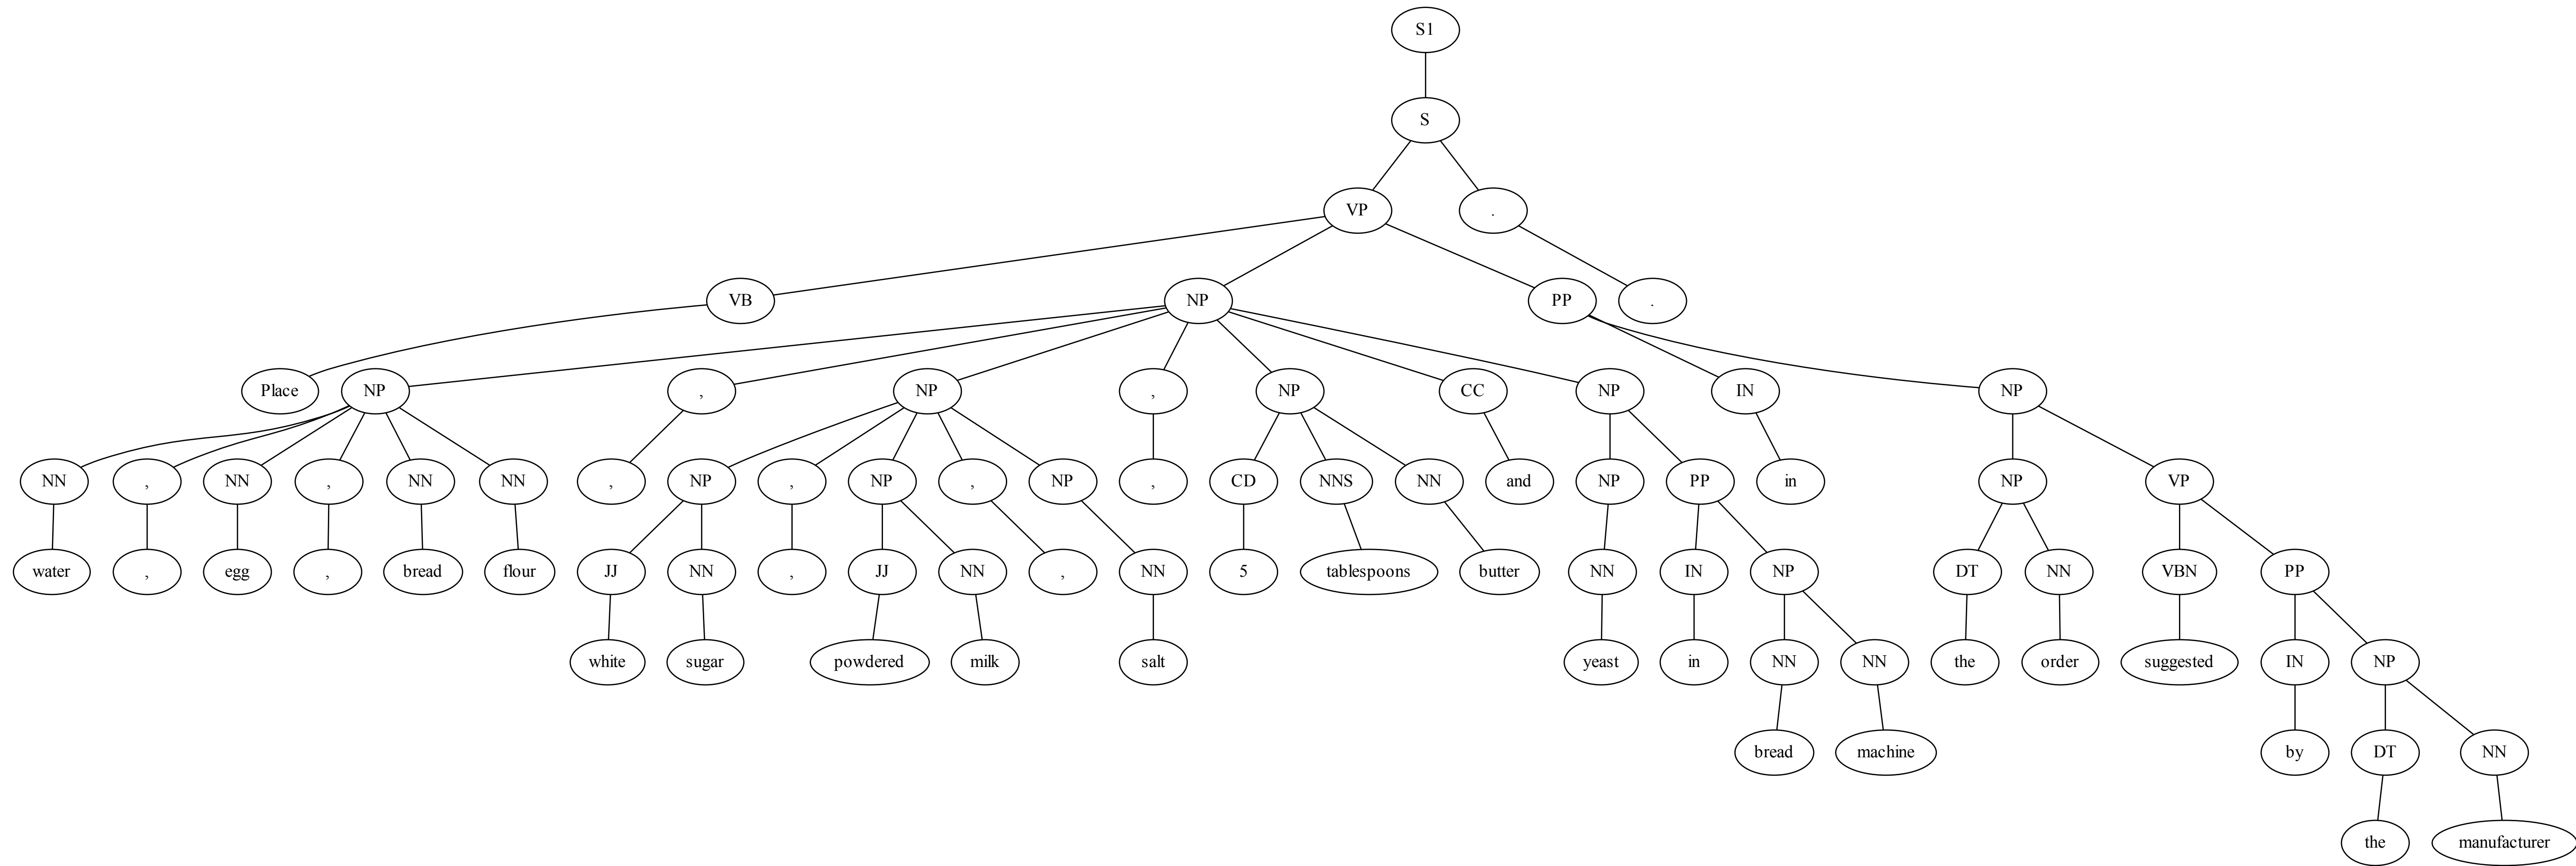 S1
S
VP .
VB NP PP .
Place NP , NP , NP CC NP IN NP
NN , NN , NN NN , NP , NP , NP , CD NNS NN and NP PP in NP VP
water , egg , bread flour JJ NN , JJ NN , NN 5 tablespoons butter NN IN NP DT NN VBN PP
white sugar powdered milk salt yeast in NN NN the order suggested IN NP
bread machine by DT NN
the manufacturer